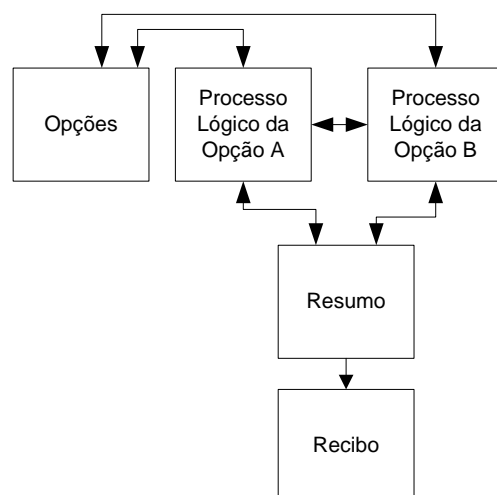 Opções
Processo
Lógico da
Opção A
Processo
Lógico da
Opção B
Resumo
Recibo